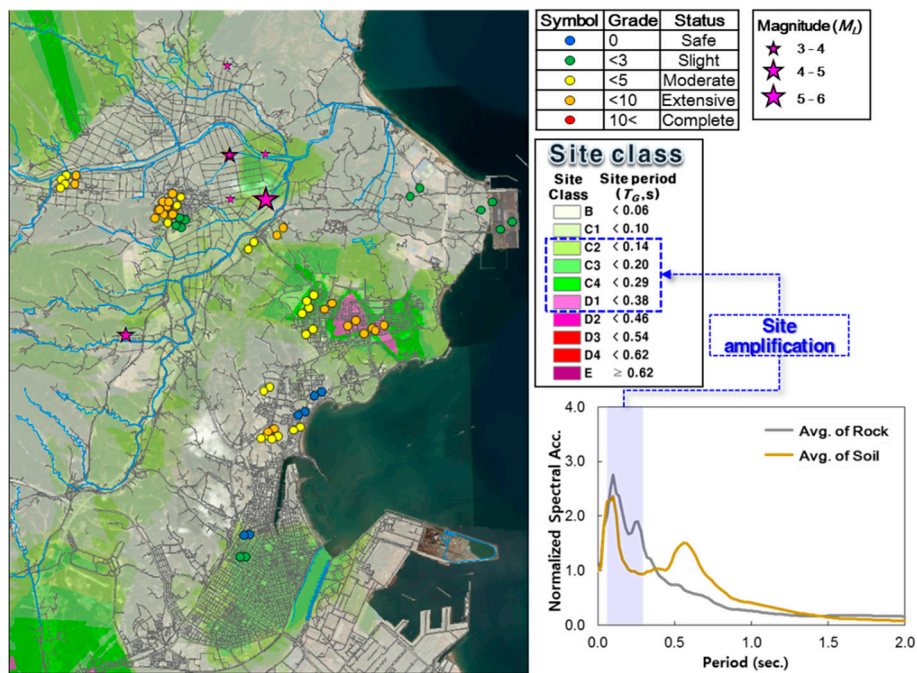 Symbol Grade Status
0 Safe
<3 Slight
<5 Moderate
<10 Extensive
10< Complete
Magnitude (M_L)
3 - 4
4 - 5
5 - 6
Site class
Site Class Site period (T_G,s)
B < 0.06
C1 < 0.10
C2 < 0.14
C3 < 0.20
C4 < 0.29
D1 < 0.38
D2 < 0.46
D3 < 0.54
D4 < 0.62
E ≥ 0.62
Site
amplification
Normalized Spectral Acc.
4.0
3.0
2.0
1.0
0.0
Avg. of Rock
Avg. of Soil
0.0 0.5 1.0 1.5 2.0
Period (sec.)